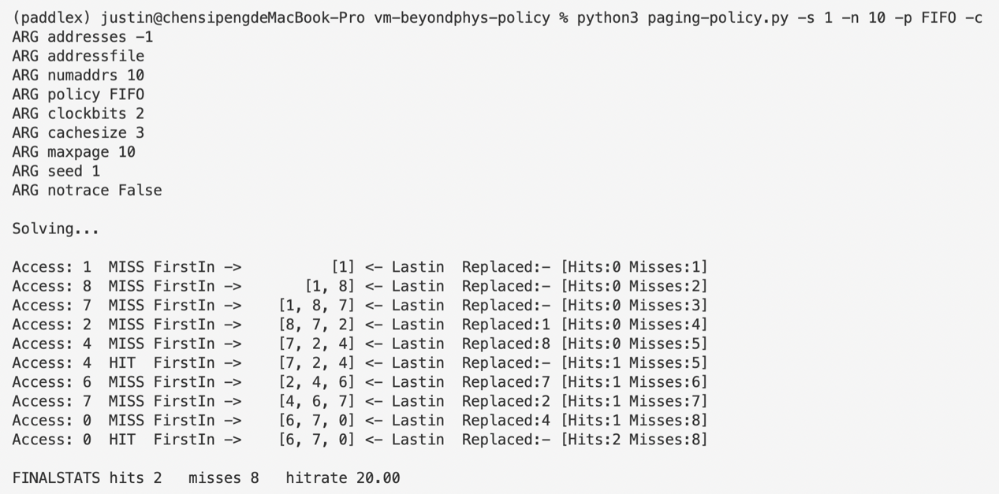 (paddlex) justin@chensipengdeMacBook-Pro vm-beyondphys-policy % python3 paging-policy.py -s 1 -n 10 -p FIFO -c
ARG addresses -1
ARG addressfile
ARG numaddrs 10
ARG policy FIFO
ARG clockbits 2
ARG cachesize 3
ARG maxpage 10
ARG seed 1
ARG notrace False

Solving...

Access: 1  MISS FirstIn ->          [1] <- Lastin  Replaced:- [Hits:0 Misses:1]
Access: 8  MISS FirstIn ->       [1, 8] <- Lastin  Replaced:- [Hits:0 Misses:2]
Access: 7  MISS FirstIn ->    [1, 8, 7] <- Lastin  Replaced:- [Hits:0 Misses:3]
Access: 2  MISS FirstIn ->    [8, 7, 2] <- Lastin  Replaced:1 [Hits:0 Misses:4]
Access: 4  MISS FirstIn ->    [7, 2, 4] <- Lastin  Replaced:8 [Hits:0 Misses:5]
Access: 4  HIT  FirstIn ->    [7, 2, 4] <- Lastin  Replaced:- [Hits:1 Misses:5]
Access: 6  MISS FirstIn ->    [2, 4, 6] <- Lastin  Replaced:7 [Hits:1 Misses:6]
Access: 7  MISS FirstIn ->    [4, 6, 7] <- Lastin  Replaced:2 [Hits:1 Misses:7]
Access: 0  MISS FirstIn ->    [6, 7, 0] <- Lastin  Replaced:4 [Hits:1 Misses:8]
Access: 0  HIT  FirstIn ->    [6, 7, 0] <- Lastin  Replaced:- [Hits:2 Misses:8]

FINALSTATS hits 2   misses 8   hitrate 20.00